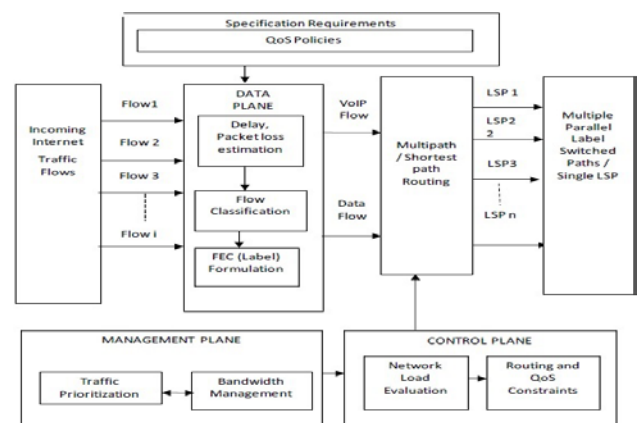 Specification Requirements
QoS Policies
Incoming
Internet
Traffic
Flows
Flow1
Flow 2
Flow 3
Flow i
DATA
PLANE
Delay,
Packet loss
estimation
Flow
Classification
FEC (Label)
Formulation
VoIP
Flow
Data
Flow
Multipath
/ Shortest
path
Routing
LSP 1
LSP2
2
LSP3
LSP n
Multiple
Parallel
Label
Switched
Paths /
Single LSP
MANAGEMENT PLANE
Traffic
Prioritization
Bandwidth
Management
CONTROL PLANE
Network
Load
Evaluation
Routing and
QoS
Constraints